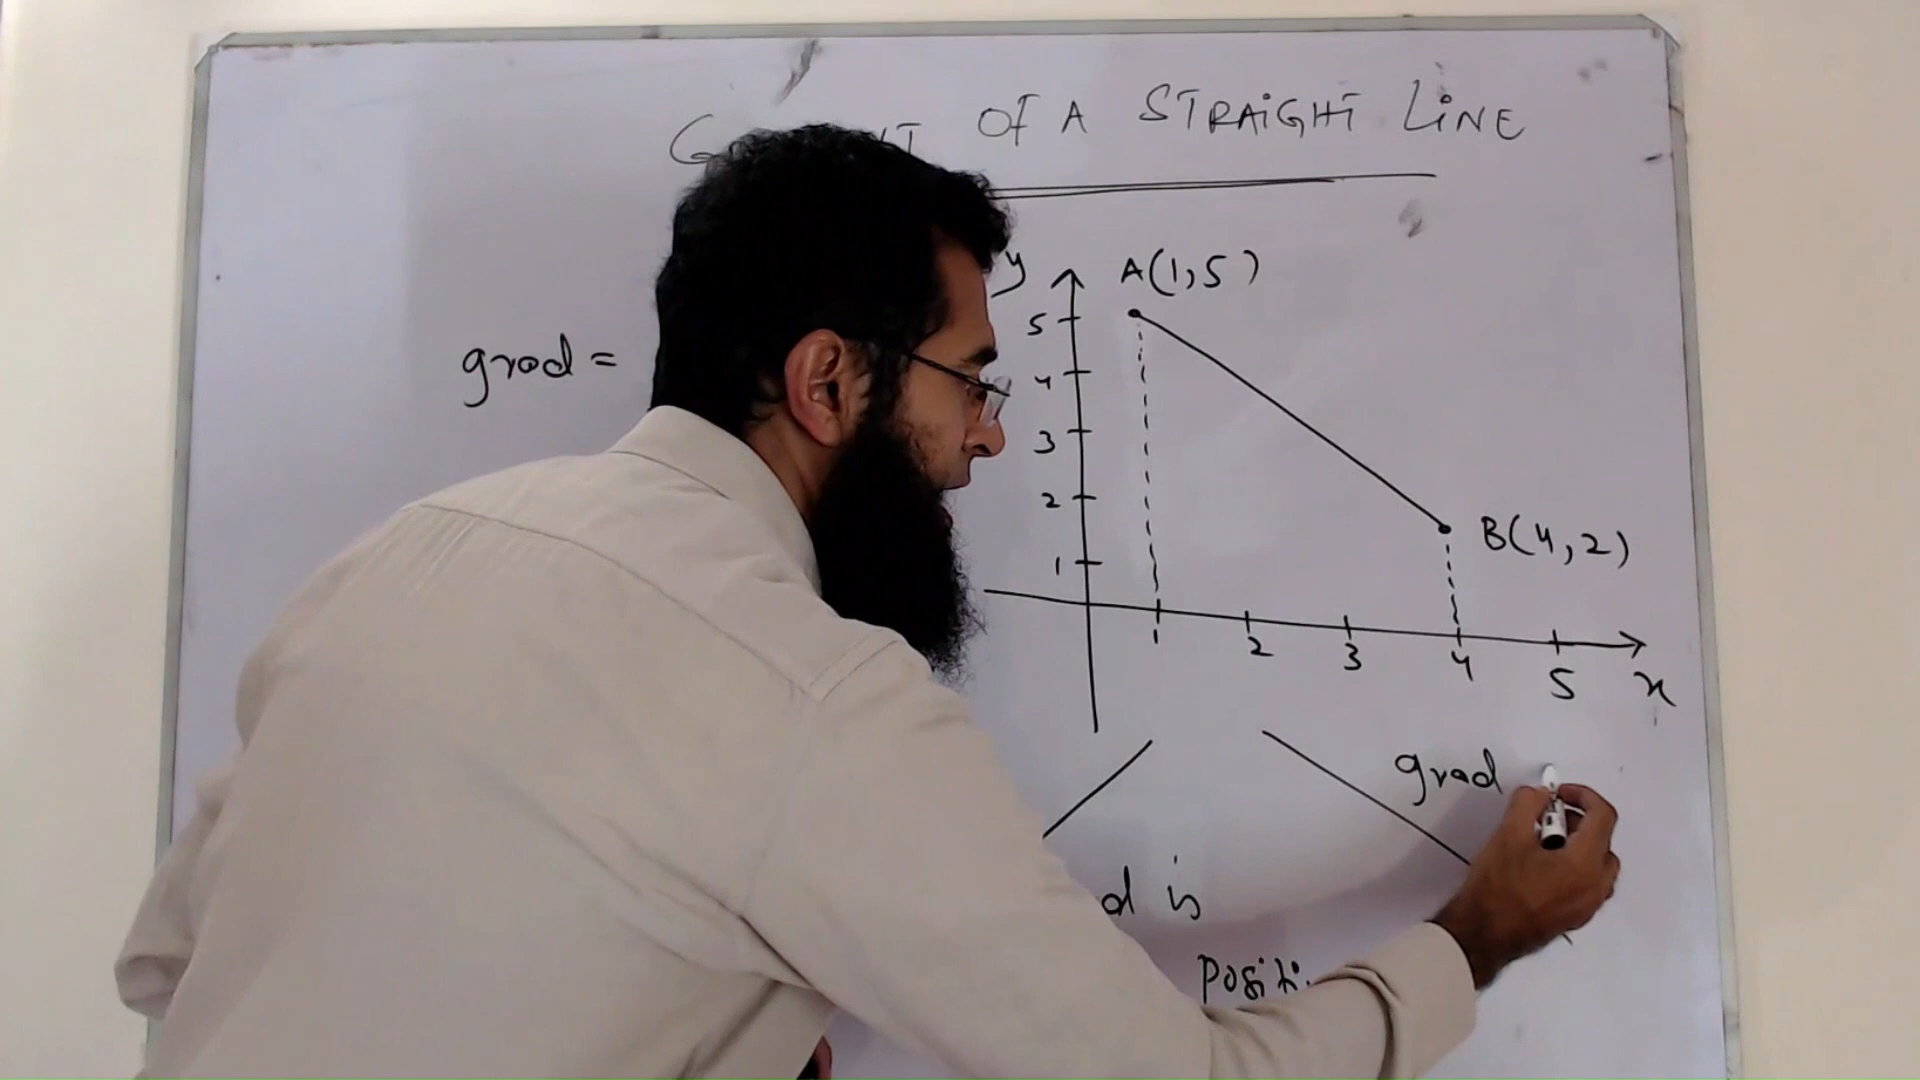 OF A STRAIGHT LINE
y
A(1,5)
5
grad =
4
3
2
B(4,2)
1
1 2 3 4 5 x
grad
is